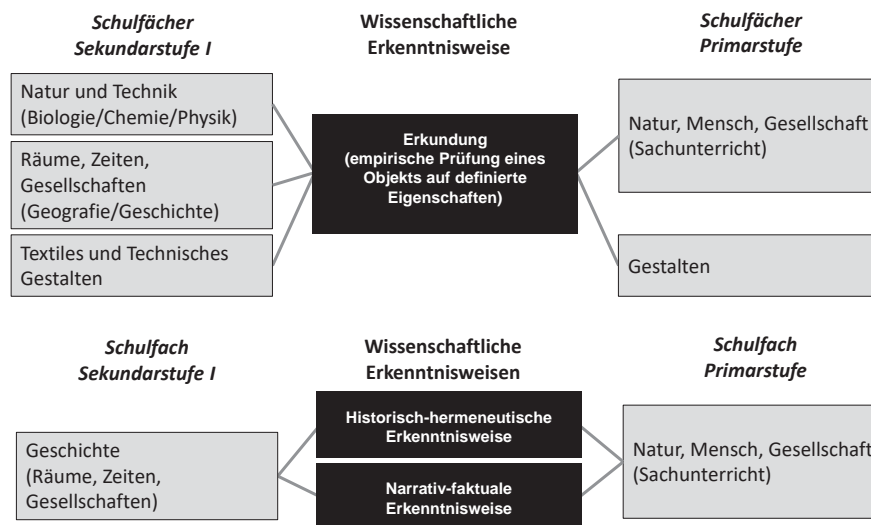 Schulfächer
Sekundarstufe I
Wissenschaftliche
Erkenntnisweise
Schulfächer
Primarstufe
Natur und Technik
(Biologie/Chemie/Physik)
Räume, Zeiten,
Gesellschaften
(Geografie/Geschichte)
Textiles und Technisches
Gestalten
Erkundung
(empirische Prüfung eines
Objekts auf definierte
Eigenschaften)
Natur, Mensch, Gesellschaft
(Sachunterricht)
Gestalten
Schulfach
Sekundarstufe I
Wissenschaftliche
Erkenntnisweisen
Schulfach
Primarstufe
Geschichte
(Räume, Zeiten,
Gesellschaften)
Historisch-hermeneutische
Erkenntnisweise
Narrativ-faktuale
Erkenntnisweise
Natur, Mensch, Gesellschaft
(Sachunterricht)